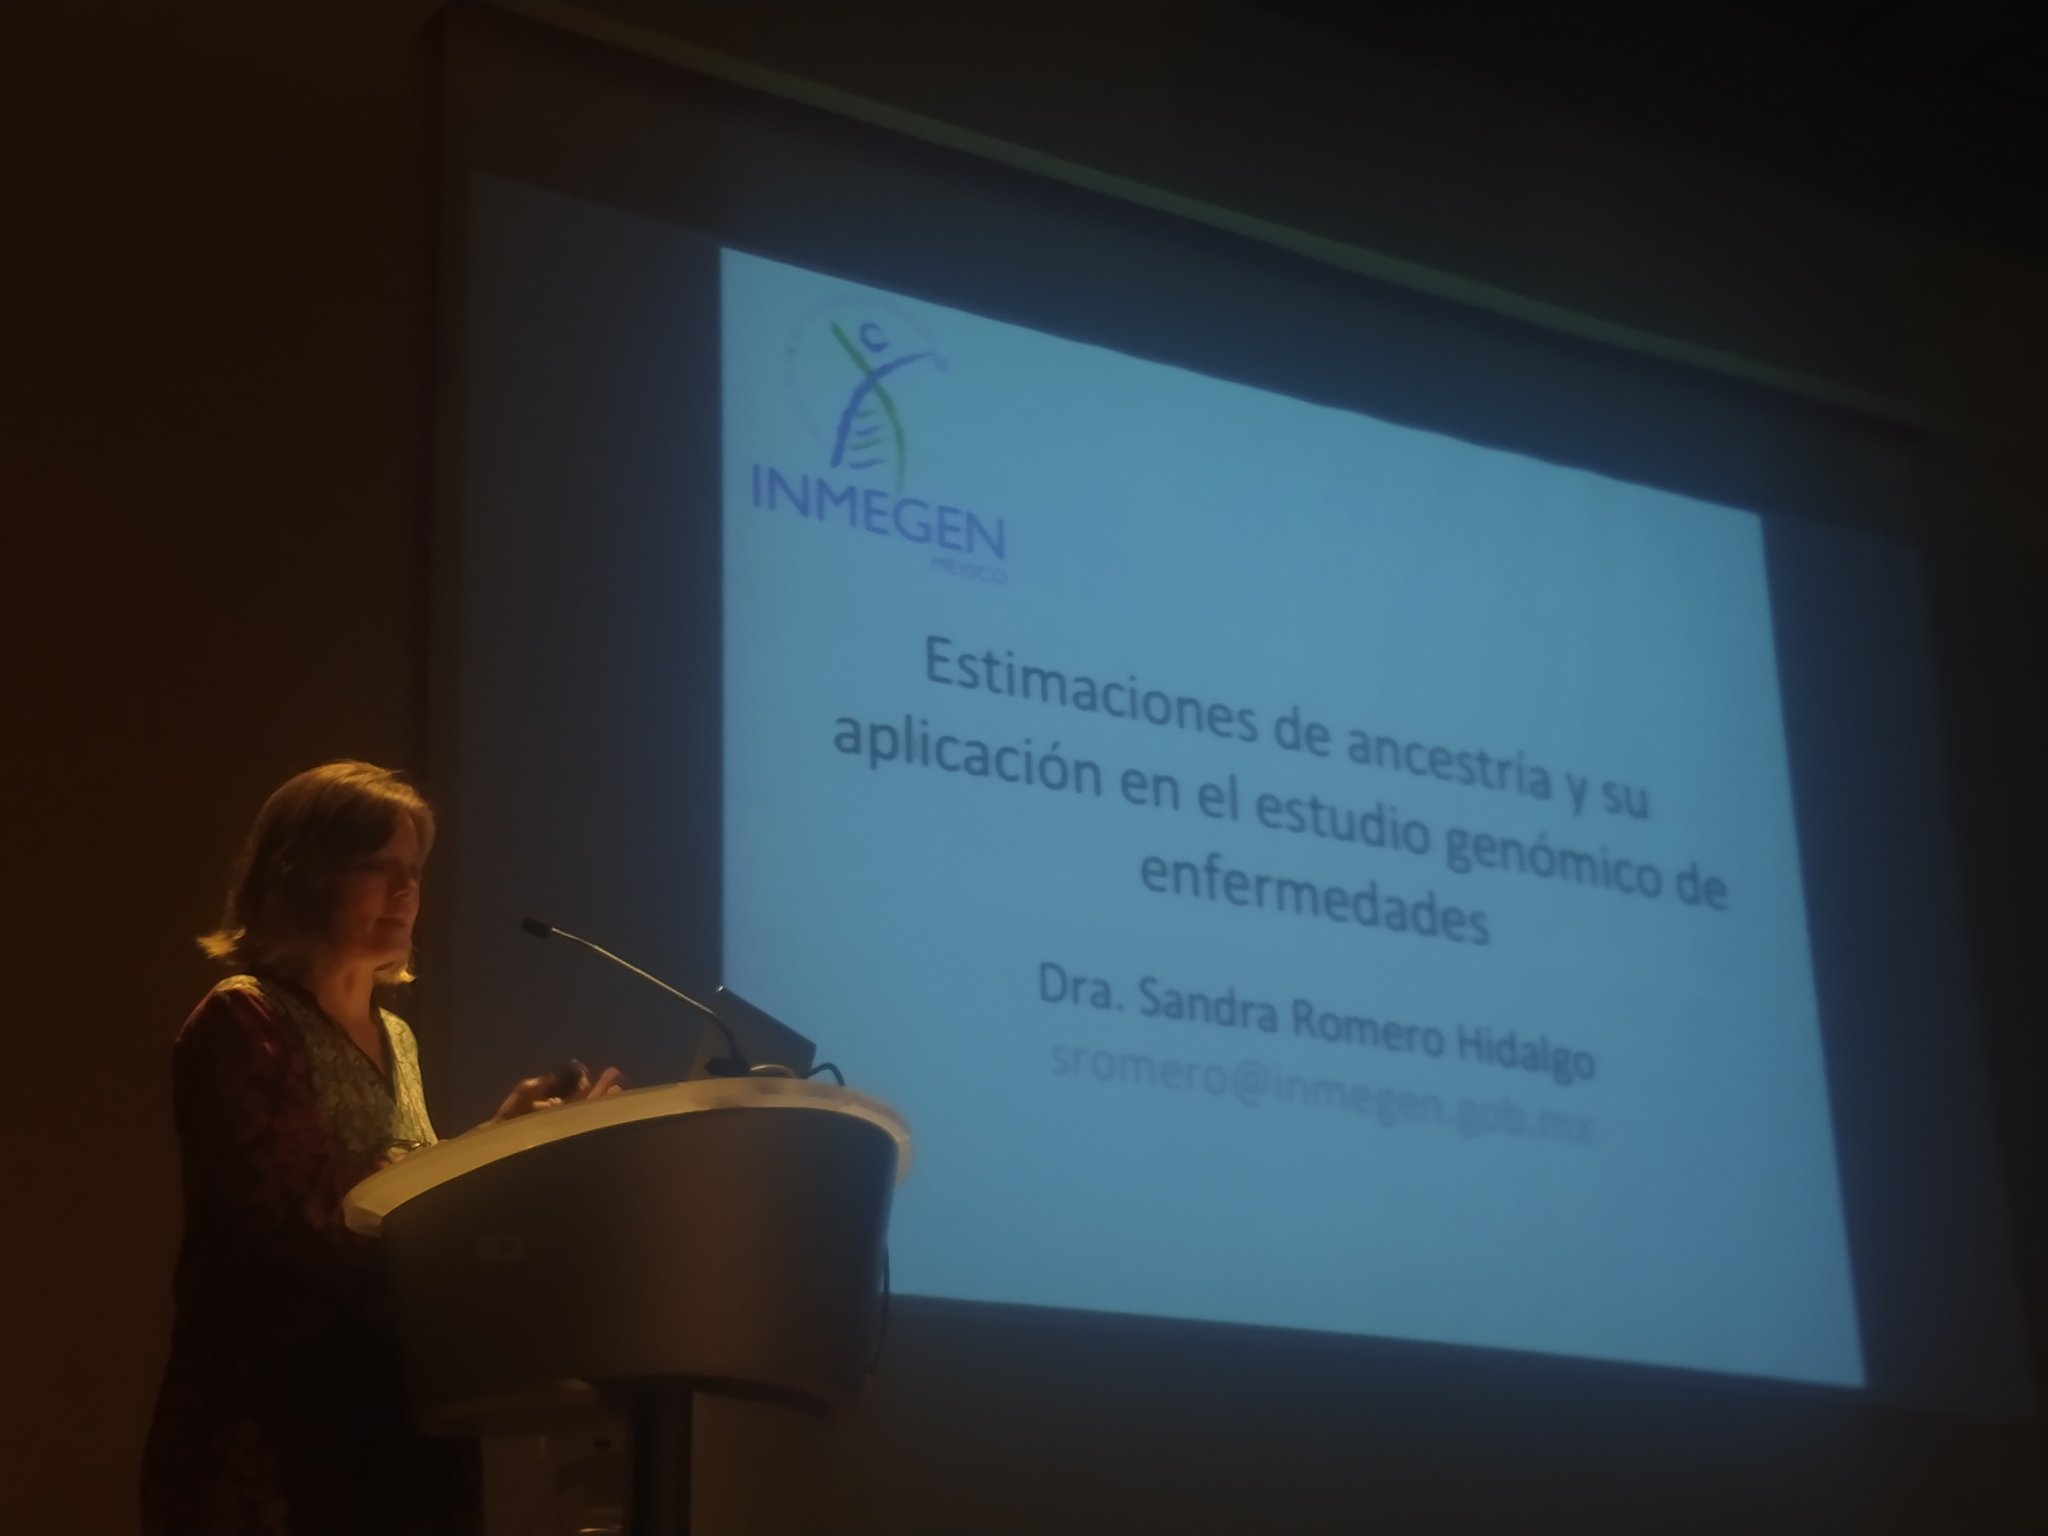 INMEGEN
MÉXICO
Estimaciones de ancestría y su
aplicación en el estudio genómico de
enfermedades
Dra. Sandra Romero Hidalgo
sromero@inmegen.gob.mx